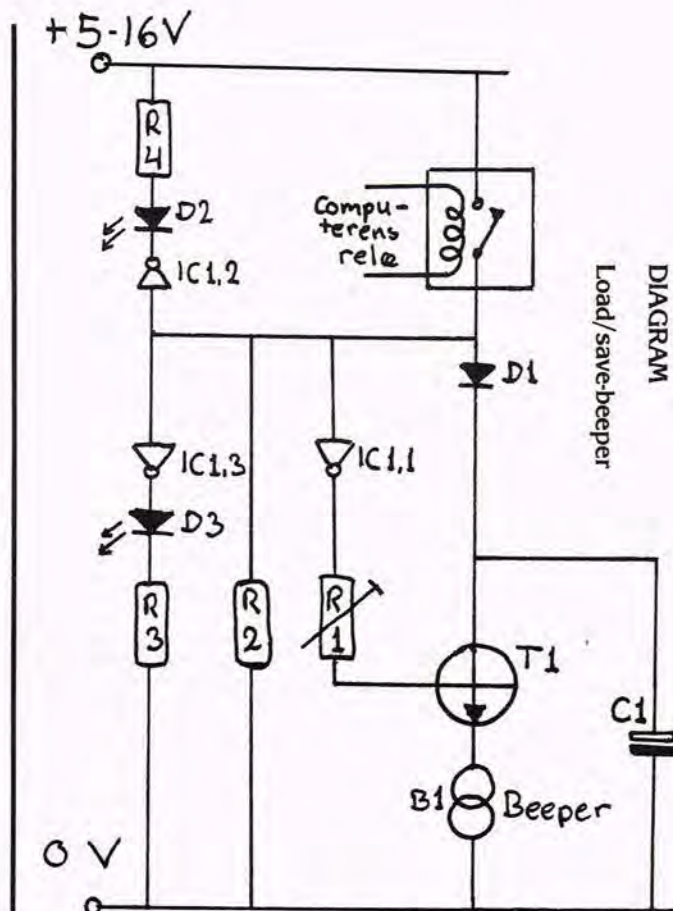 +5-16V
R
4
D2
IC1,2
Compu-
terens
relæ
D1
IC1,3
IC1,1
D3
R
3
R
2
R
1
T1
C1
B1 Beeper
0 V
DIAGRAM
Load/save-beeper